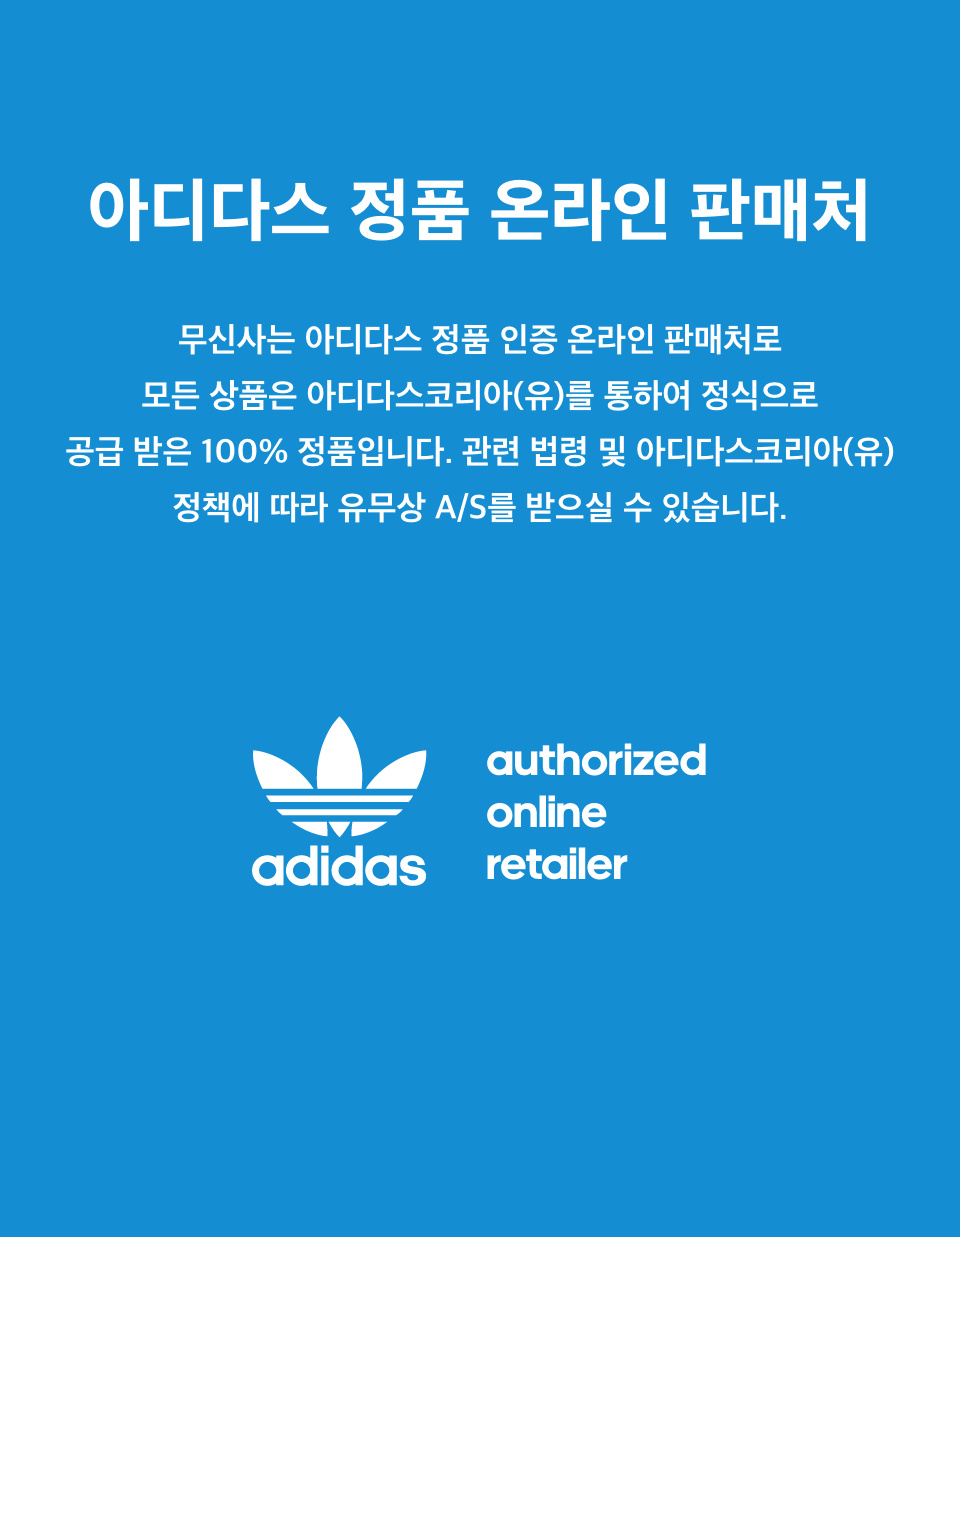 아디다스 정품 온라인 판매처
무신사는 아디다스 정품 인증 온라인 판매처로
모든 상품은 아디다스코리아(유)를 통하여 정식으로
공급 받은 100% 정품입니다. 관련 법령 및 아디다스코리아(유)
정책에 따라 유무상 A/S를 받으실 수 있습니다.
adidas
authorized
online
retailer